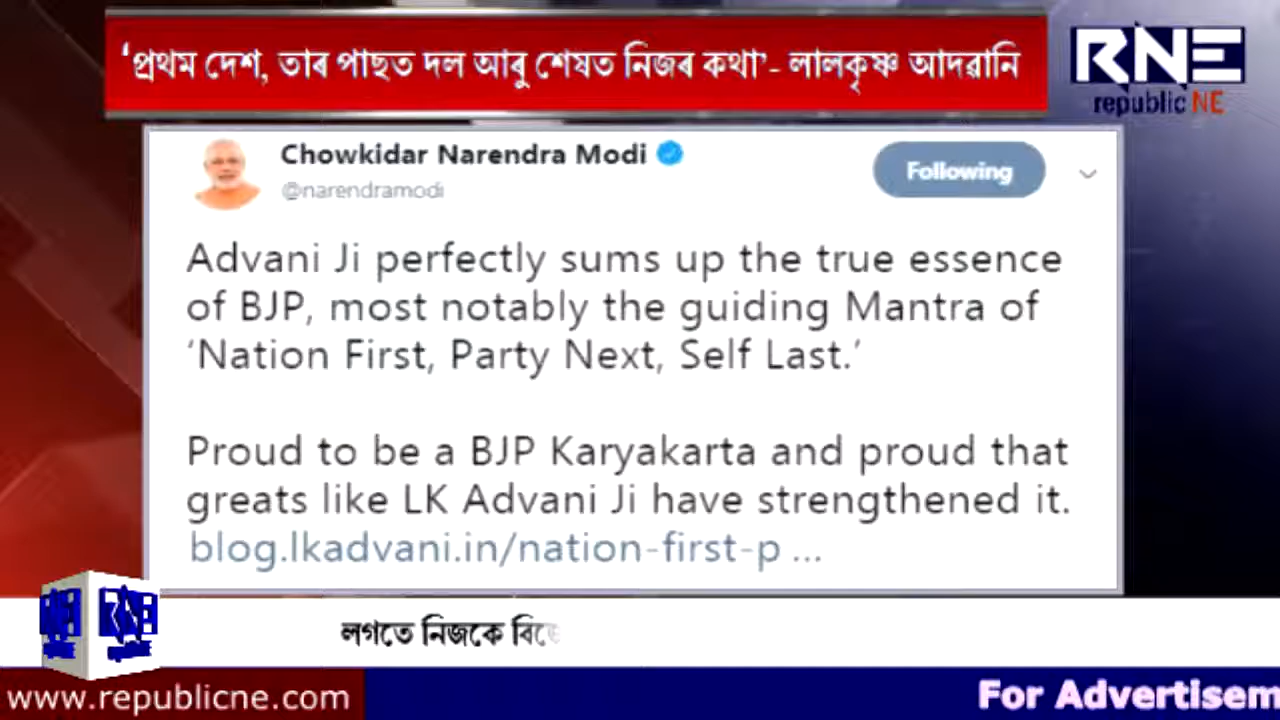 ‘প্ৰথম দেশ, তাৰ পাছত দল আৰু শেষত নিজৰ কথা’- লালকৃষ্ণ আদৱানি
RNE
republic NE
Chowkidar Narendra Modi
@narendramodi
Following
Advani Ji perfectly sums up the true essence
of BJP, most notably the guiding Mantra of
‘Nation First, Party Next, Self Last.’
Proud to be a BJP Karyakarta and proud that
greats like LK Advani Ji have strengthened it.
blog.lkadvani.in/nation-first-p ...
লগতে নিজকে
www.republicne.com
For Advertisem